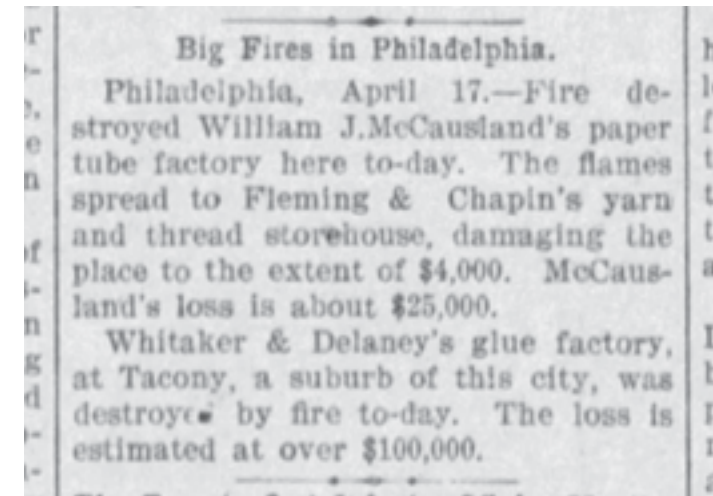 Big Fires in Philadelphia.
Philadelphia, April 17.—Fire de-
stroyed William J.McCausland's paper
tube factory here to-day. The flames
spread to Fleming & Chapin's yarn
and thread storehouse, damaging the
place to the extent of $4,000. McCaus-
land's loss is about $25,000.
Whitaker & Delaney's glue factory,
at Tacony, a suburb of this city, was
destroyed by fire to-day. The loss is
estimated at over $100,000.